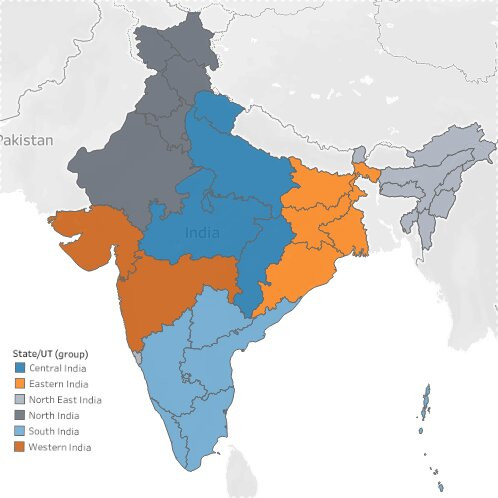 Pakistan
India
State/UT (group)
Central India
Eastern India
North East India
North India
South India
Western India